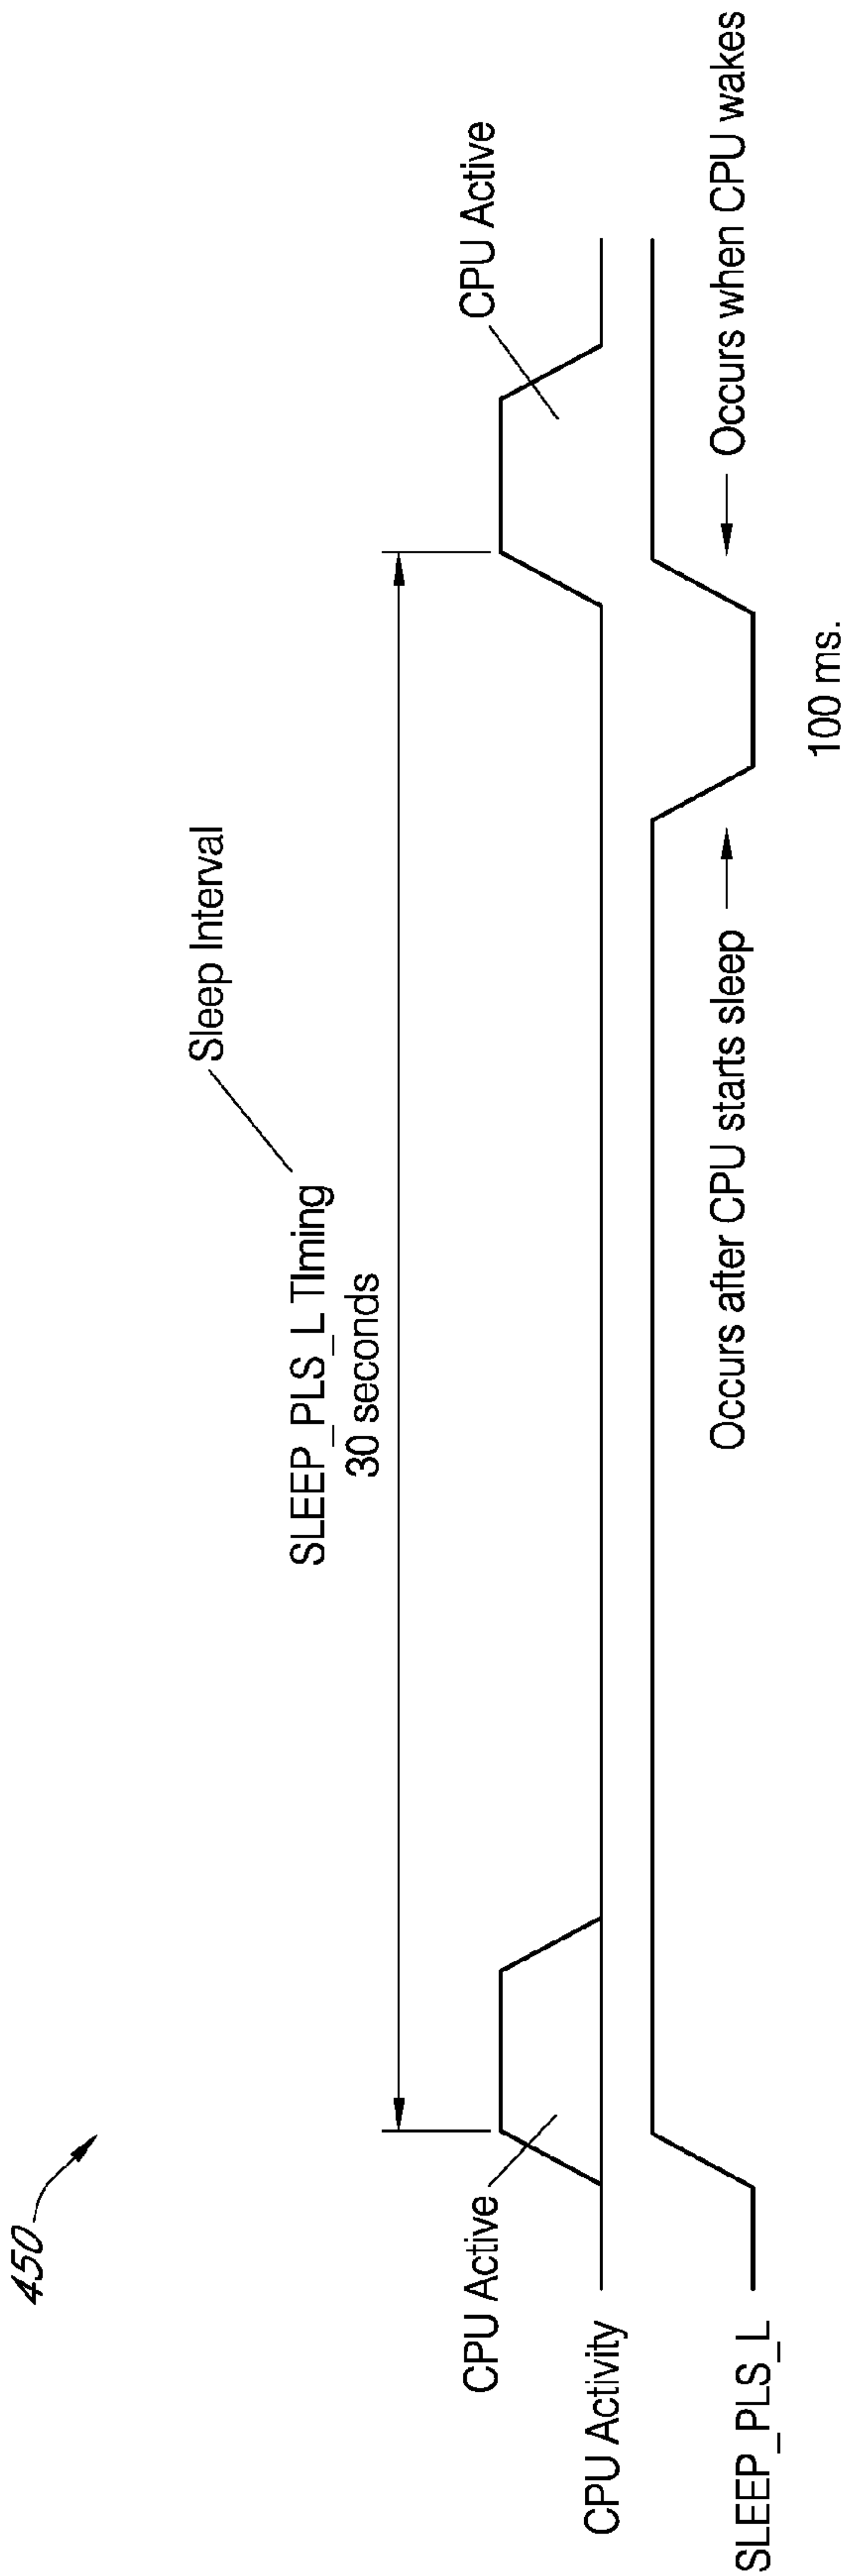 450
Sleep Interval
SLEEP_PLS_L TIming
30 seconds
CPU Active
CPU Active
CPU Activity
SLEEP_PLS_L
Occurs after CPU starts sleep
Occurs when CPU wakes
100 ms.